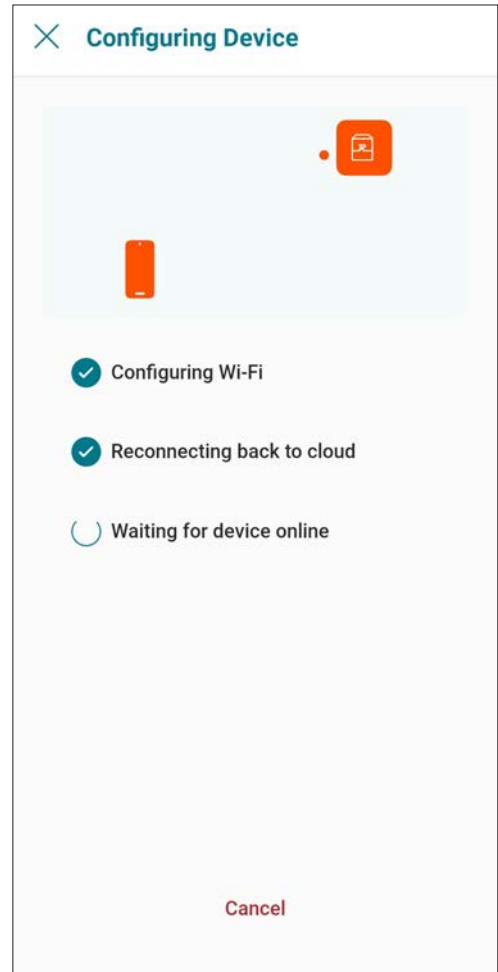 Configuring Device
Configuring Wi-Fi
Reconnecting back to cloud
Waiting for device online
Cancel